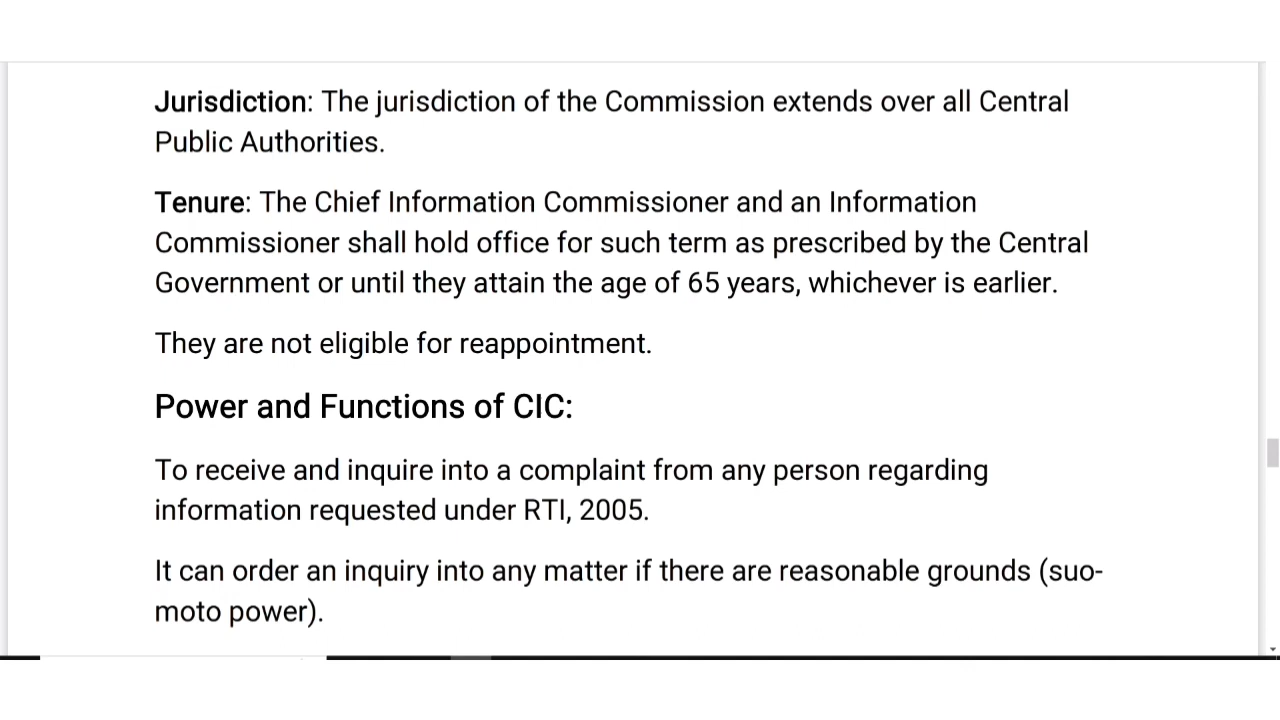 Jurisdiction: The jurisdiction of the Commission extends over all Central
Public Authorities.
Tenure: The Chief Information Commissioner and an Information
Commissioner shall hold office for such term as prescribed by the Central
Government or until they attain the age of 65 years, whichever is earlier.
They are not eligible for reappointment.
Power and Functions of CIC:
To receive and inquire into a complaint from any person regarding
information requested under RTI, 2005.
It can order an inquiry into any matter if there are reasonable grounds (suo-
moto power).